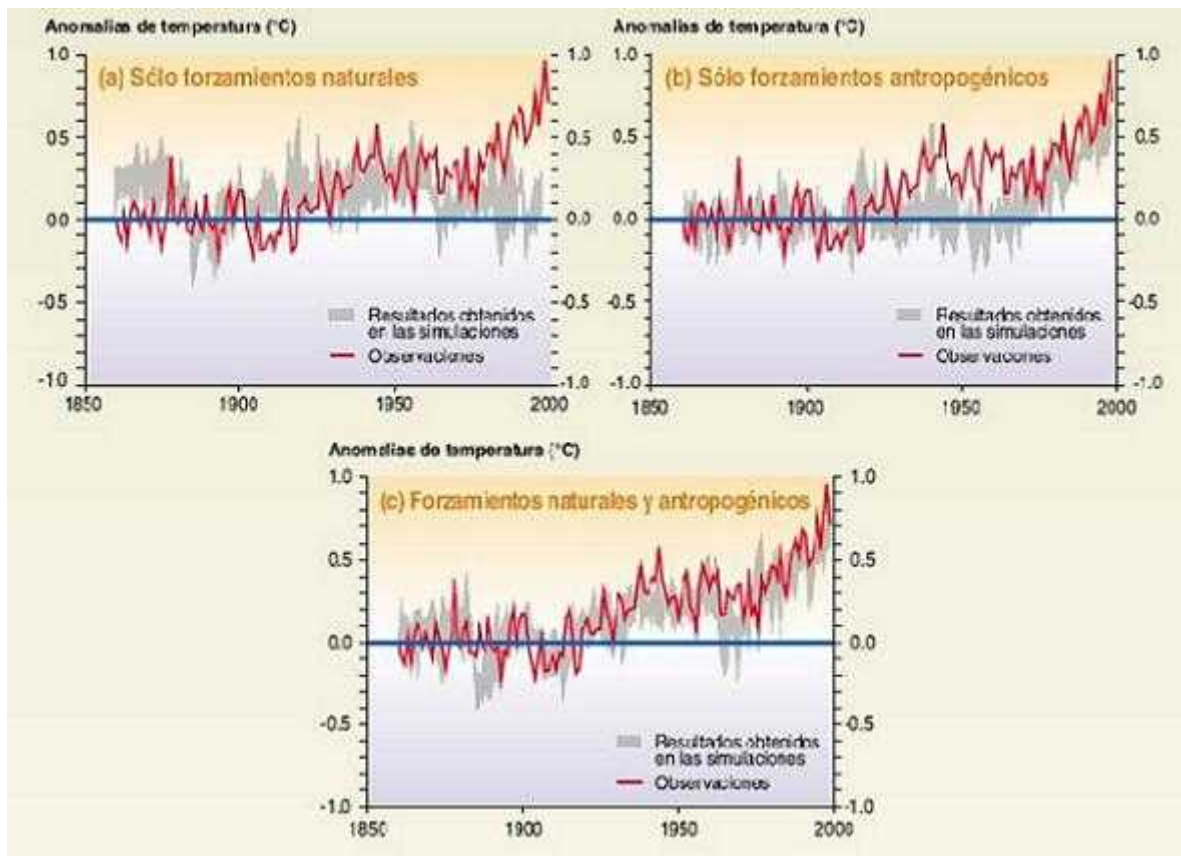 Anomalías de temperatura (°C)
(a) Sólo forzamientos naturales
1.0
0.5
0.0
-0.5
-1.0
1.0
0.5
0.0
-0.5
-1.0
Resultados obtenidos
en las simulaciones
Observaciones
1850
1900
1950
2000
Anomalías de temperatura (°C)
(b) Sólo forzamientos antropogénicos
1.0
0.5
0.0
-0.5
-1.0
1.0
0.5
0.0
-0.5
-1.0
Resultados obtenidos
en las simulaciones
Observaciones
1850
1900
1950
2000
Anomalías de temperatura (°C)
(c) Forzamientos naturales y antropogénicos
1.0
0.5
0.0
-0.5
-1.0
1.0
0.5
0.0
-0.5
-1.0
Resultados obtenidos
en las simulaciones
Observaciones
1850
1900
1950
2000